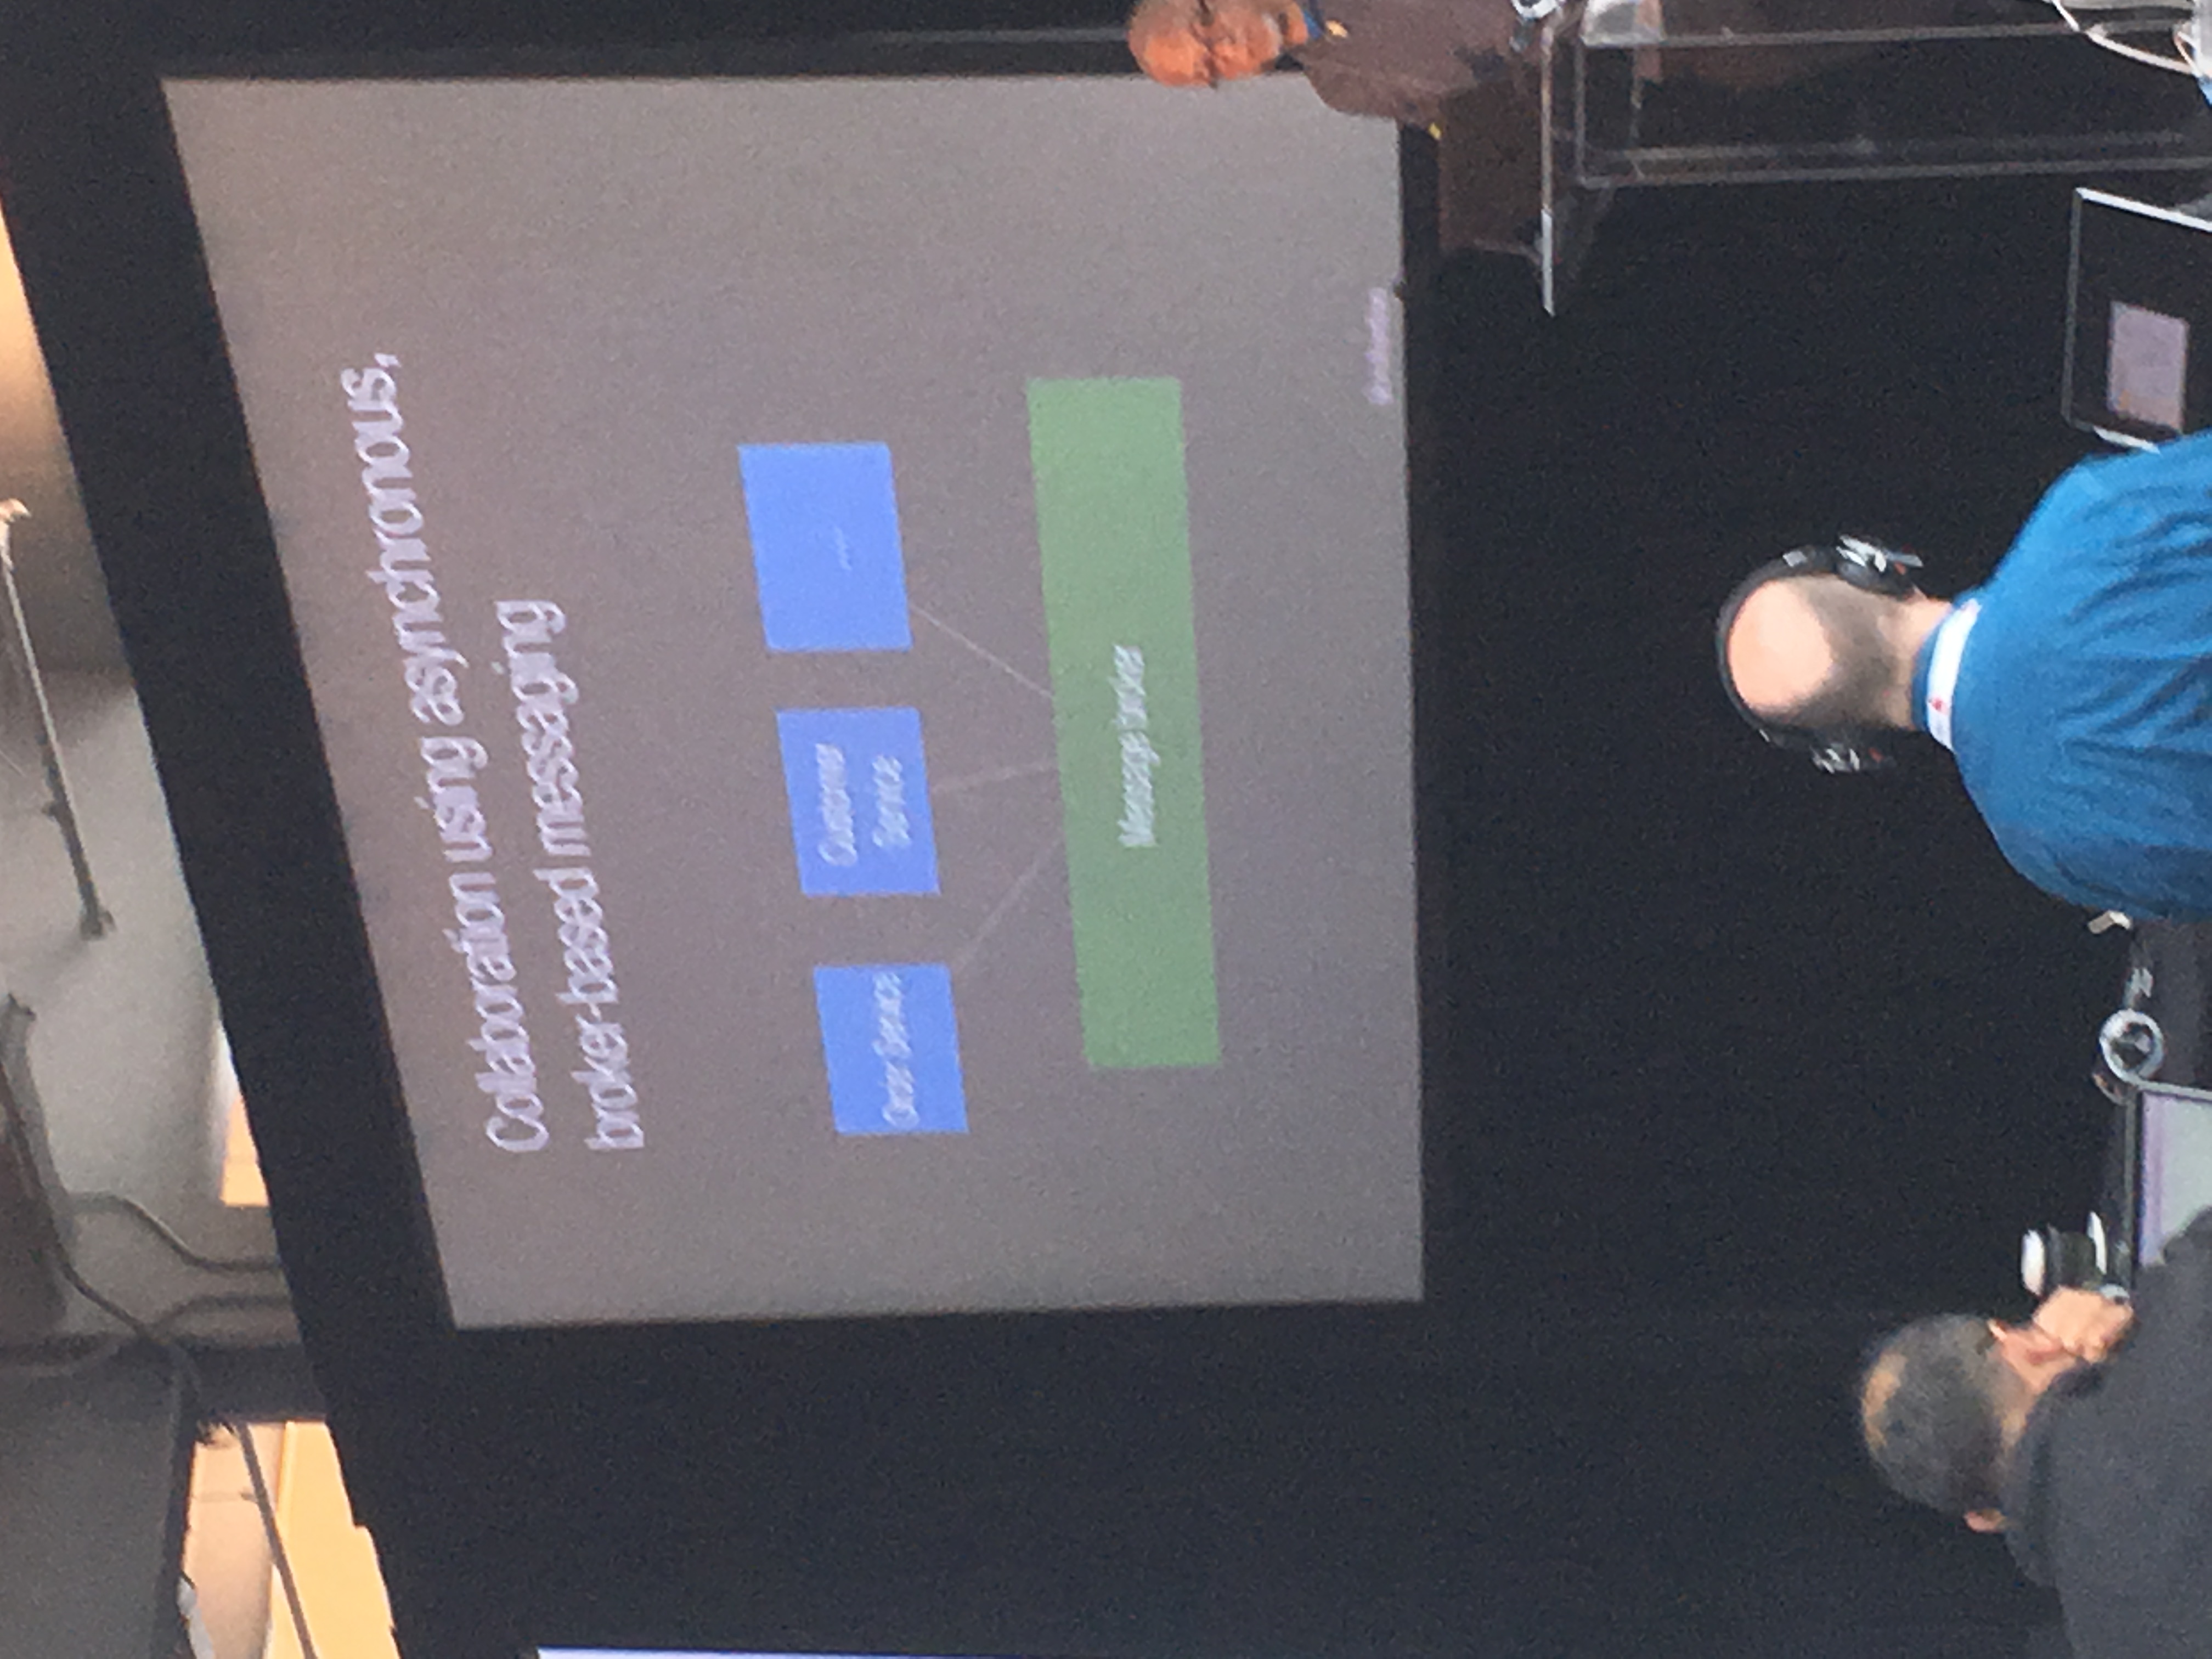 Collaboration using asynchronous,
broker-based messaging
Order Service
Customer
Service
....
Message broker